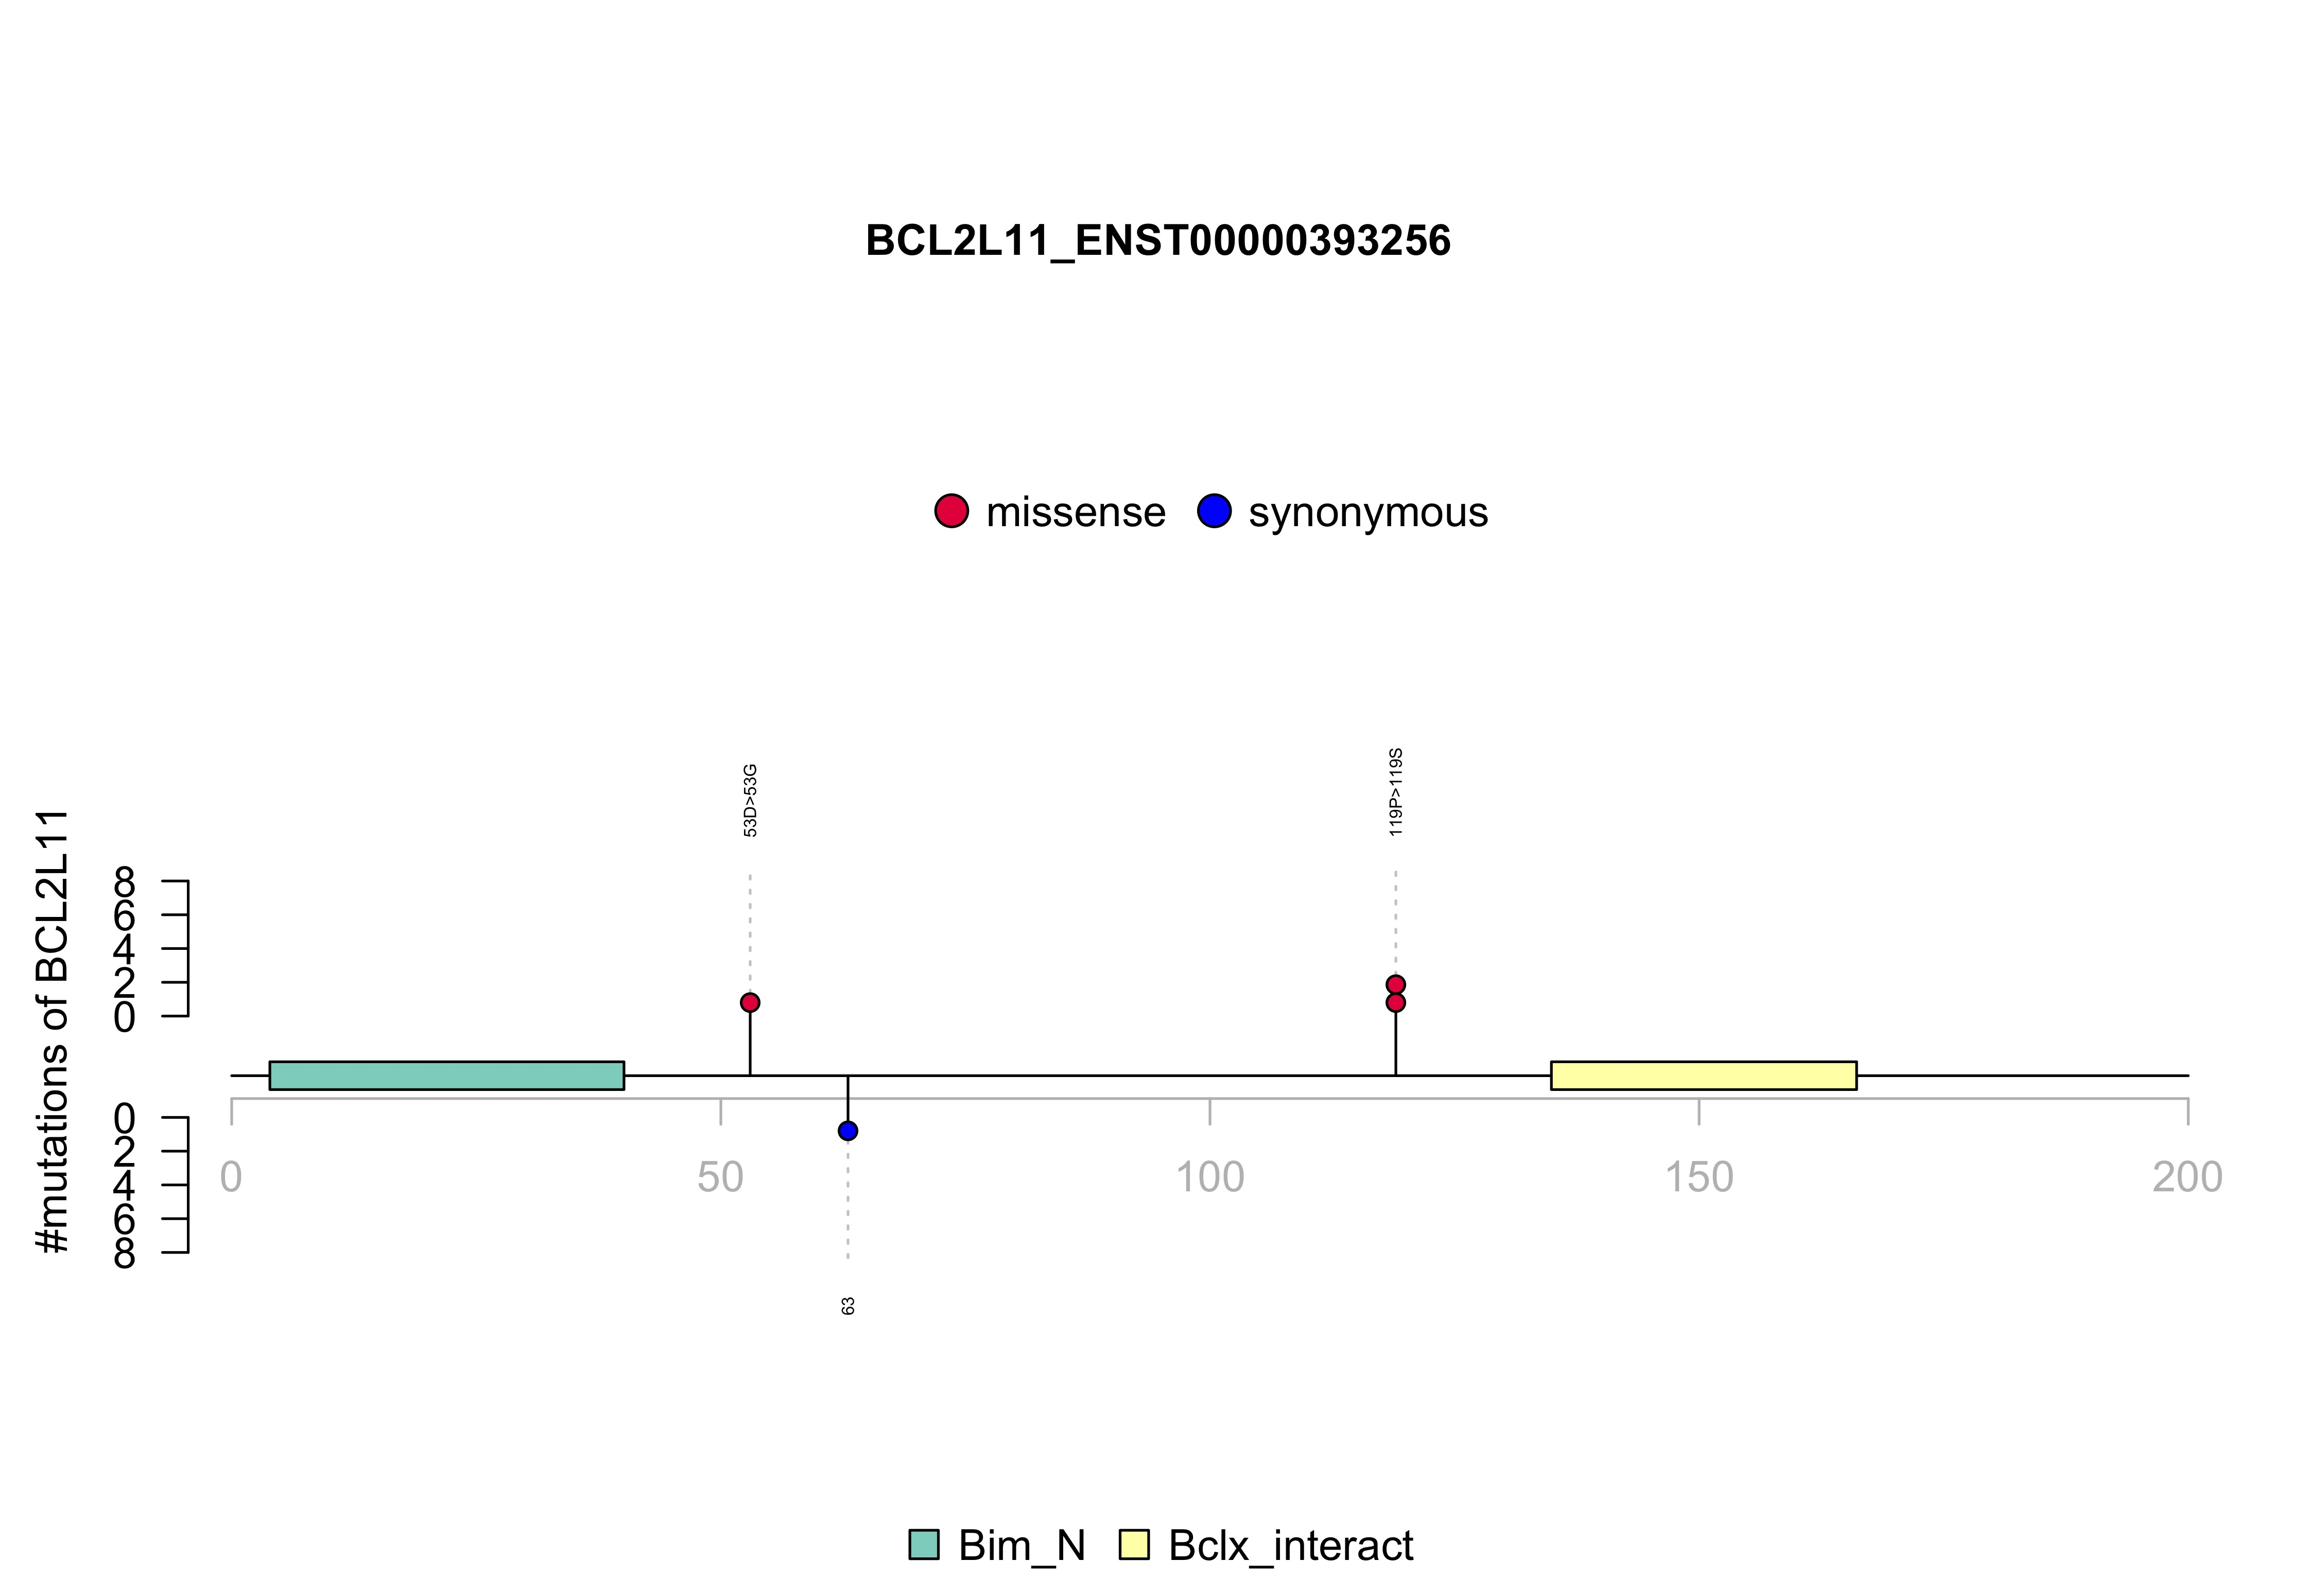 BCL2L11_ENST00000393256
missense synonymous
53D>53G
119P>119S
#mutations of BCL2L11
8
6
4
2
0
0
2
4
6
8
0 50 100 150 200
63
Bim_N Bclx_interact